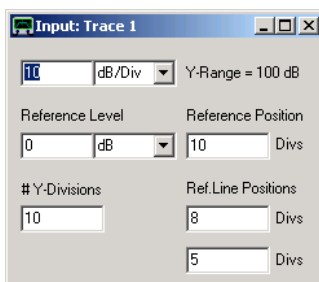 Input: Trace 1
10 dB/Div Y-Range = 100 dB
Reference Level Reference Position
0 dB 10 Divs
# Y-Divisions Ref.Line Positions
10 8 Divs
5 Divs